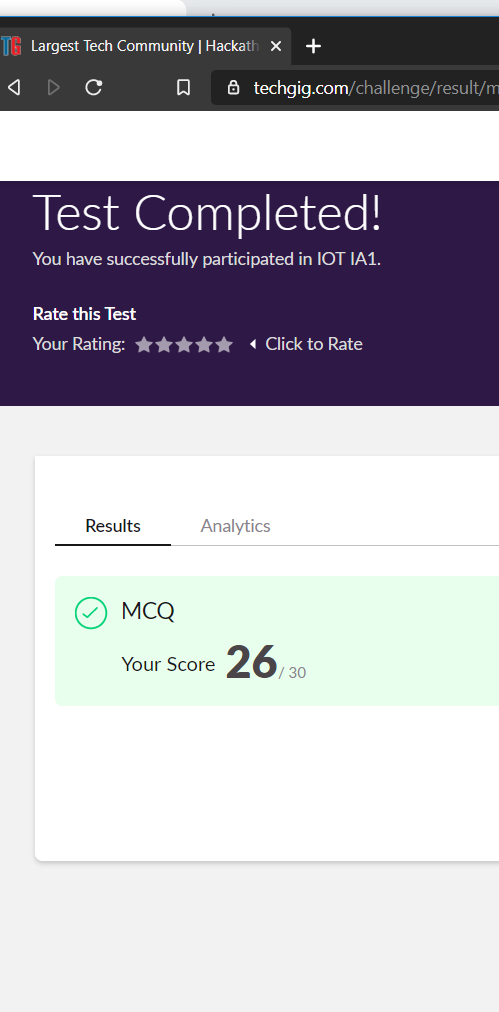 TG Largest Tech Community | Hackath
techgig.com/challenge/result/m
Test Completed!
You have successfully participated in IOT IA1.
Rate this Test
Your Rating: Click to Rate
Results Analytics
MCQ
Your Score 26 / 30